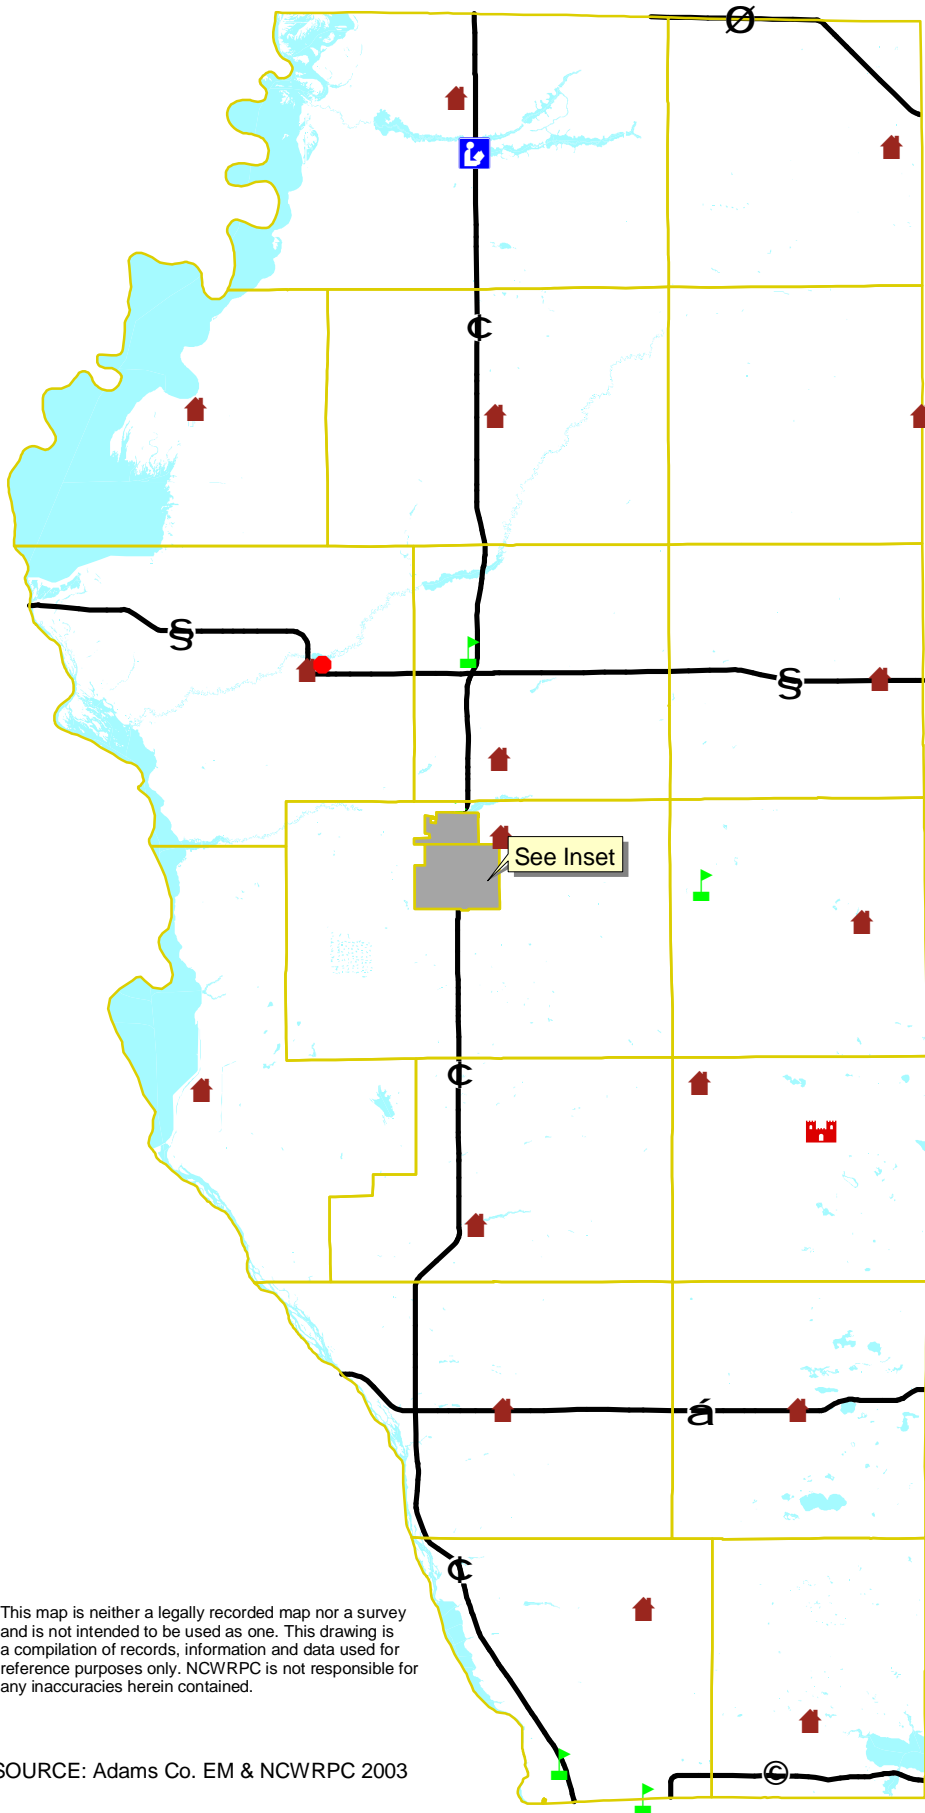 Ø
¢
§
§
See Inset
¢
á
¢
This map is neither a legally recorded map nor a survey
and is not intended to be used as one. This drawing is
a compilation of records, information and data used for
reference purposes only. NCWRPC is not responsible for
any inaccuracies herein contained.
SOURCE: Adams Co. EM & NCWRPC 2003
©